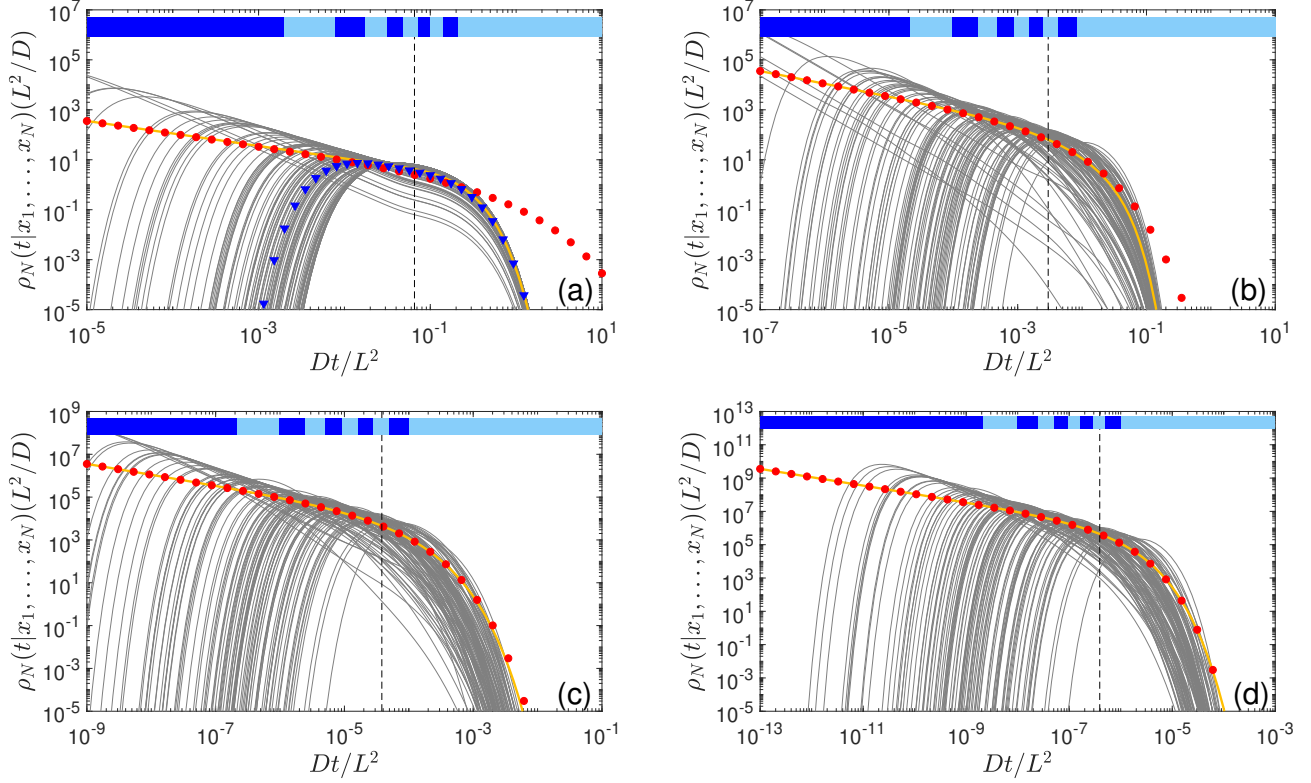 10^7
10^5
10^3
10^1
10^-1
10^-3
10^-5
ρ_N(t|x_1, . . . , x_N)(L^2/D)
(a)
10^-5 10^-3 10^-1 10^1
Dt/L^2
10^7
10^5
10^3
10^1
10^-1
10^-3
10^-5
ρ_N(t|x_1, . . . , x_N)(L^2/D)
(b)
10^-7 10^-5 10^-3 10^-1 10^1
Dt/L^2
10^9
10^7
10^5
10^3
10^1
10^-1
10^-3
10^-5
ρ_N(t|x_1, . . . , x_N)(L^2/D)
(c)
10^-9 10^-7 10^-5 10^-3 10^-1
Dt/L^2
10^13
10^11
10^9
10^7
10^5
10^3
10^1
10^-1
10^-3
10^-5
ρ_N(t|x_1, . . . , x_N)(L^2/D)
(d)
10^-13 10^-11 10^-9 10^-7 10^-5 10^-3
Dt/L^2